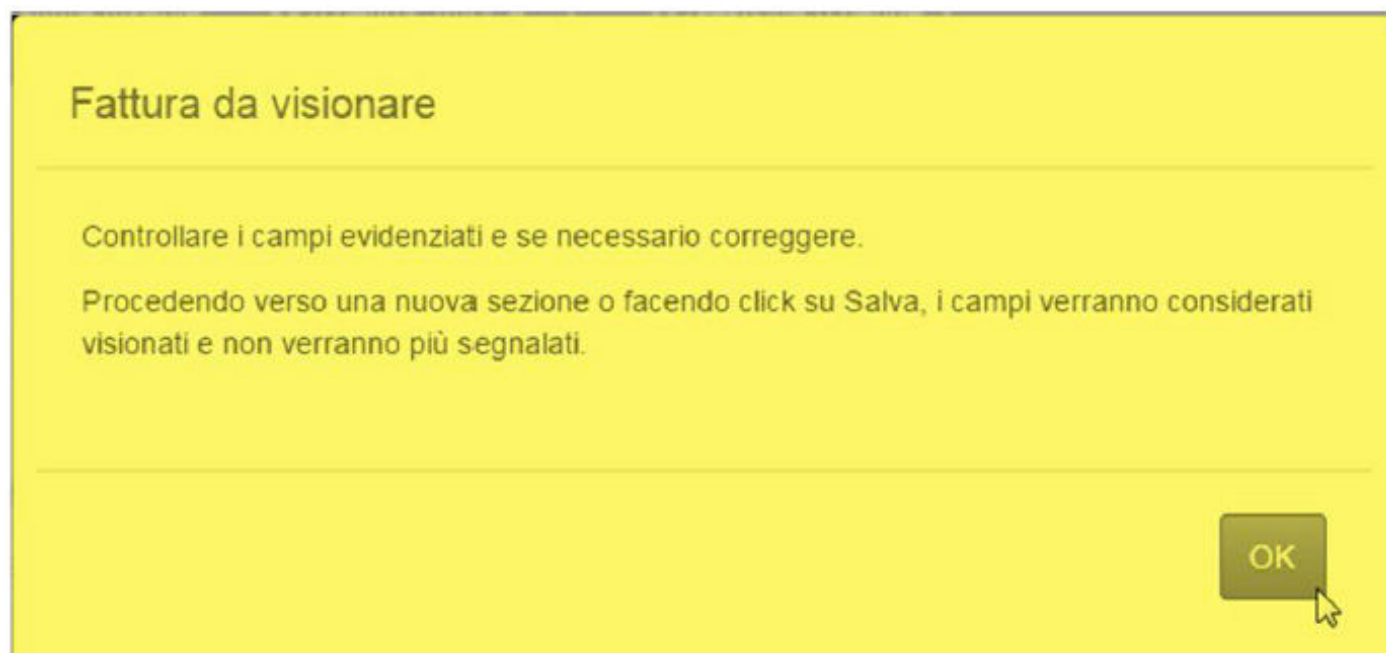 Fattura da visionare
Controllare i campi evidenziati e se necessario correggere.
Procedendo verso una nuova sezione o facendo click su Salva, i campi verranno considerati
visionati e non verranno più segnalati.
OK